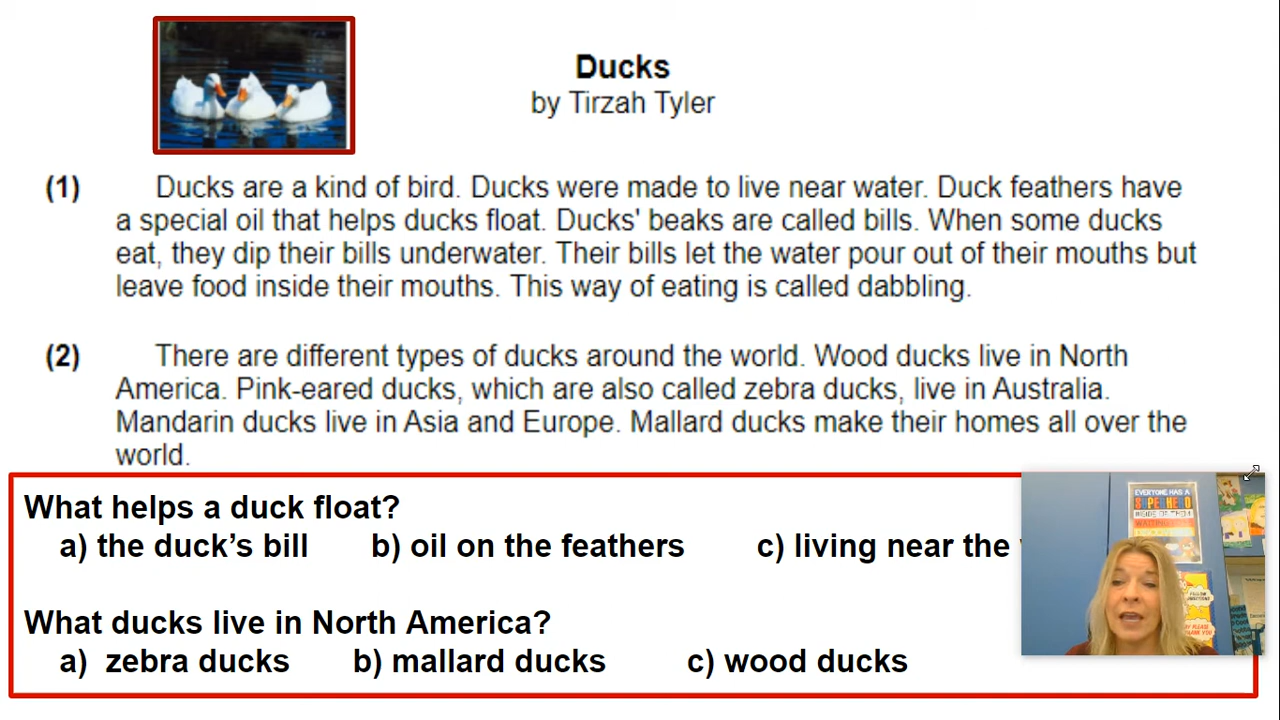 Ducks
by Tirzah Tyler
(1) Ducks are a kind of bird. Ducks were made to live near water. Duck feathers have
a special oil that helps ducks float. Ducks' beaks are called bills. When some ducks
eat, they dip their bills underwater. Their bills let the water pour out of their mouths but
leave food inside their mouths. This way of eating is called dabbling.
(2) There are different types of ducks around the world. Wood ducks live in North
America. Pink-eared ducks, which are also called zebra ducks, live in Australia.
Mandarin ducks live in Asia and Europe. Mallard ducks make their homes all over the
world.
What helps a duck float?
a) the duck's bill b) oil on the feathers c) living near the
What ducks live in North America?
a) zebra ducks b) mallard ducks c) wood ducks
EVERYONE HAS A
SUPERHERO
INSIDE OF THEM
WAITING